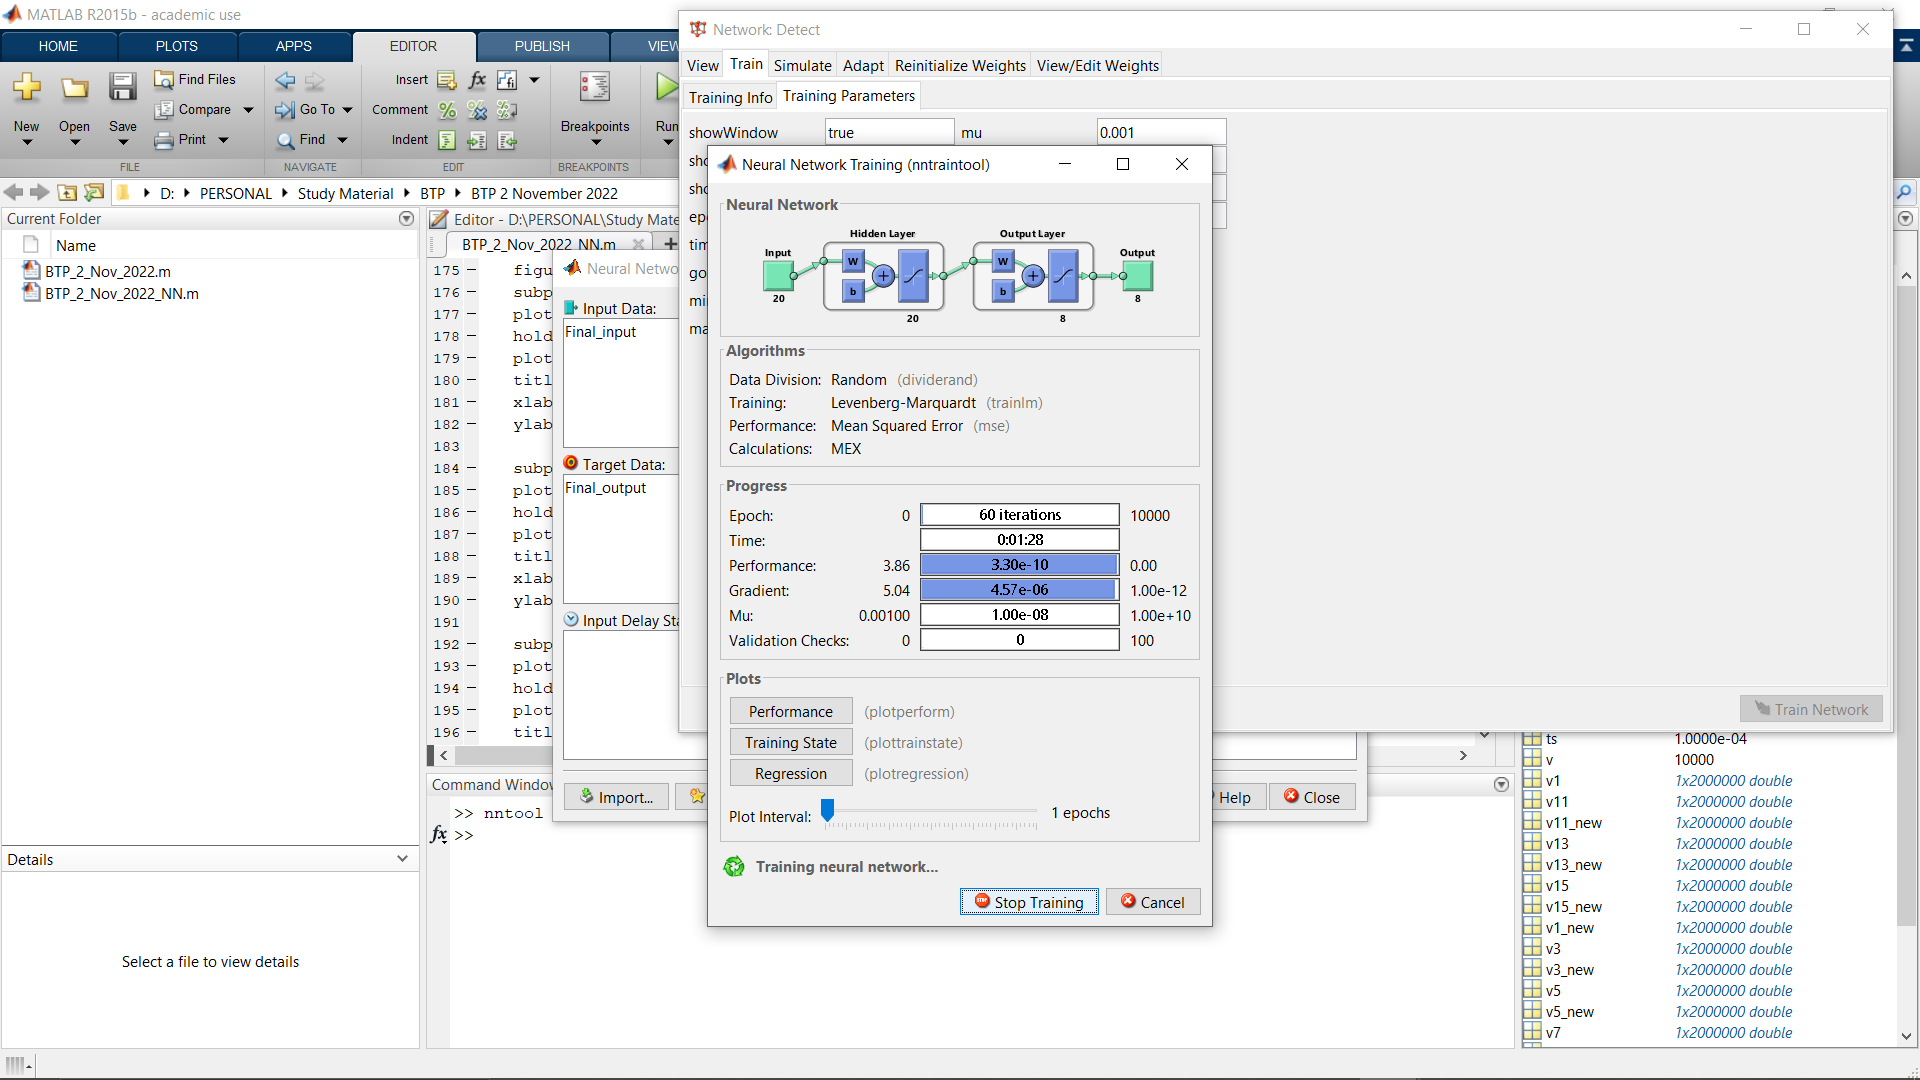 MATLAB R2015b - academic use
HOME
PLOTS
APPS
EDITOR
PUBLISH
VIEW
New
Open
Save
Find Files
Compare
Print
FILE
Go To
Find
NAVIGATE
Insert
fx
Comment
Indent
EDIT
Breakpoints
BREAKPOINTS
Run
D: PERSONAL Study Material BTP BTP 2 November 2022
Current Folder
Name
BTP_2_Nov_2022.m
BTP_2_Nov_2022_NN.m
Details
Select a file to view details
Editor - D:\PERSONAL\Study Mate
BTP_2_Nov_2022_NN.m
175 – figu
176 – subp
177 – plot
178 – hold
179 – plot
180 – titl
181 – xlab
182 – ylab
183
184 – subp
185 – plot
186 – hold
187 – plot
188 – titl
189 – xlab
190 – ylab
191
192 – subp
193 – plot
194 – hold
195 – plot
196 – titl
Command Windov
>> nntool
fx >>
Neural Netwo
Input Data:
Final_input
Target Data:
Final_output
Input Delay Sta
Import...
Help
Close
Network: Detect
View
Train
Simulate
Adapt
Reinitialize Weights
View/Edit Weights
Training Info
Training Parameters
showWindow true mu 0.001
sho
sho
epo
tim
go
mi
ma
Train Network
Neural Network Training (nntraintool)
Neural Network
Hidden Layer
Output Layer
Input
Output
W
b
W
b
20
20
8
8
Algorithms
Data Division: Random (dividerand)
Training: Levenberg-Marquardt (trainlm)
Performance: Mean Squared Error (mse)
Calculations: MEX
Progress
Epoch: 0 60 iterations 10000
Time: 0:01:28
Performance: 3.86 3.30e-10 0.00
Gradient: 5.04 4.57e-06 1.00e-12
Mu: 0.00100 1.00e-08 1.00e+10
Validation Checks: 0 0 100
Plots
Performance (plotperform)
Training State (plottrainstate)
Regression (plotregression)
Plot Interval: 1 epochs
Training neural network...
STOP Stop Training
Cancel
ts 1.0000e-04
v 10000
v1 1x2000000 double
v11 1x2000000 double
v11_new 1x2000000 double
v13 1x2000000 double
v13_new 1x2000000 double
v15 1x2000000 double
v15_new 1x2000000 double
v1_new 1x2000000 double
v3 1x2000000 double
v3_new 1x2000000 double
v5 1x2000000 double
v5_new 1x2000000 double
v7 1x2000000 double